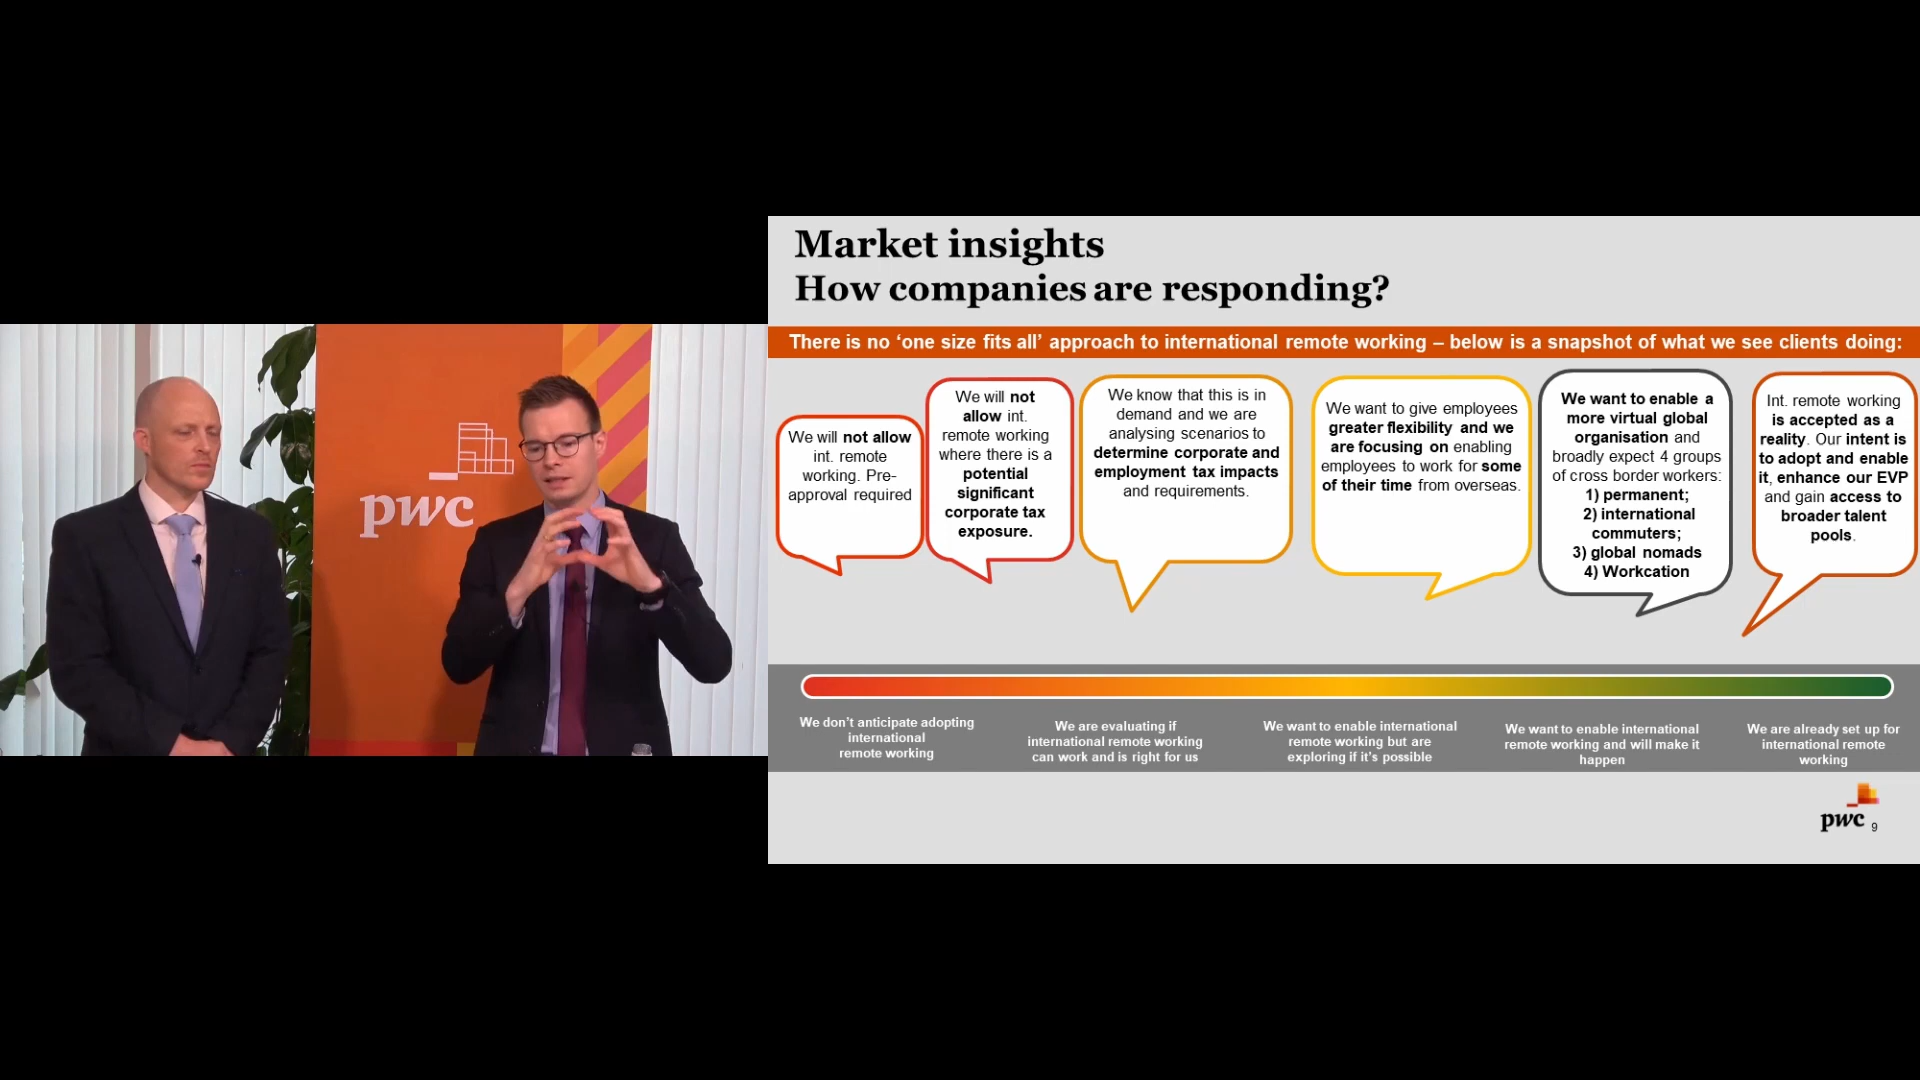 pwc
Market insights
How companies are responding?
There is no ‘one size fits all’ approach to international remote working – below is a snapshot of what we see clients doing:
We will not allow
int. remote
working. Pre-
approval required
We will not
allow int.
remote working
where there is a
potential
significant
corporate tax
exposure.
We know that this is in
demand and we are
analysing scenarios to
determine corporate and
employment tax impacts
and requirements.
We want to give employees
greater flexibility and we
are focusing on enabling
employees to work for some
of their time from overseas.
We want to enable a
more virtual global
organisation and
broadly expect 4 groups
of cross border workers:
1) permanent;
2) international
commuters;
3) global nomads
4) Workcation
Int. remote working
is accepted as a
reality. Our intent is
to adopt and enable
it, enhance our EVP
and gain access to
broader talent
pools.
We don’t anticipate adopting
international
remote working
We are evaluating if
international remote working
can work and is right for us
We want to enable international
remote working but are
exploring if it’s possible
We want to enable international
remote working and will make it
happen
We are already set up for
international remote
working
pwc
9